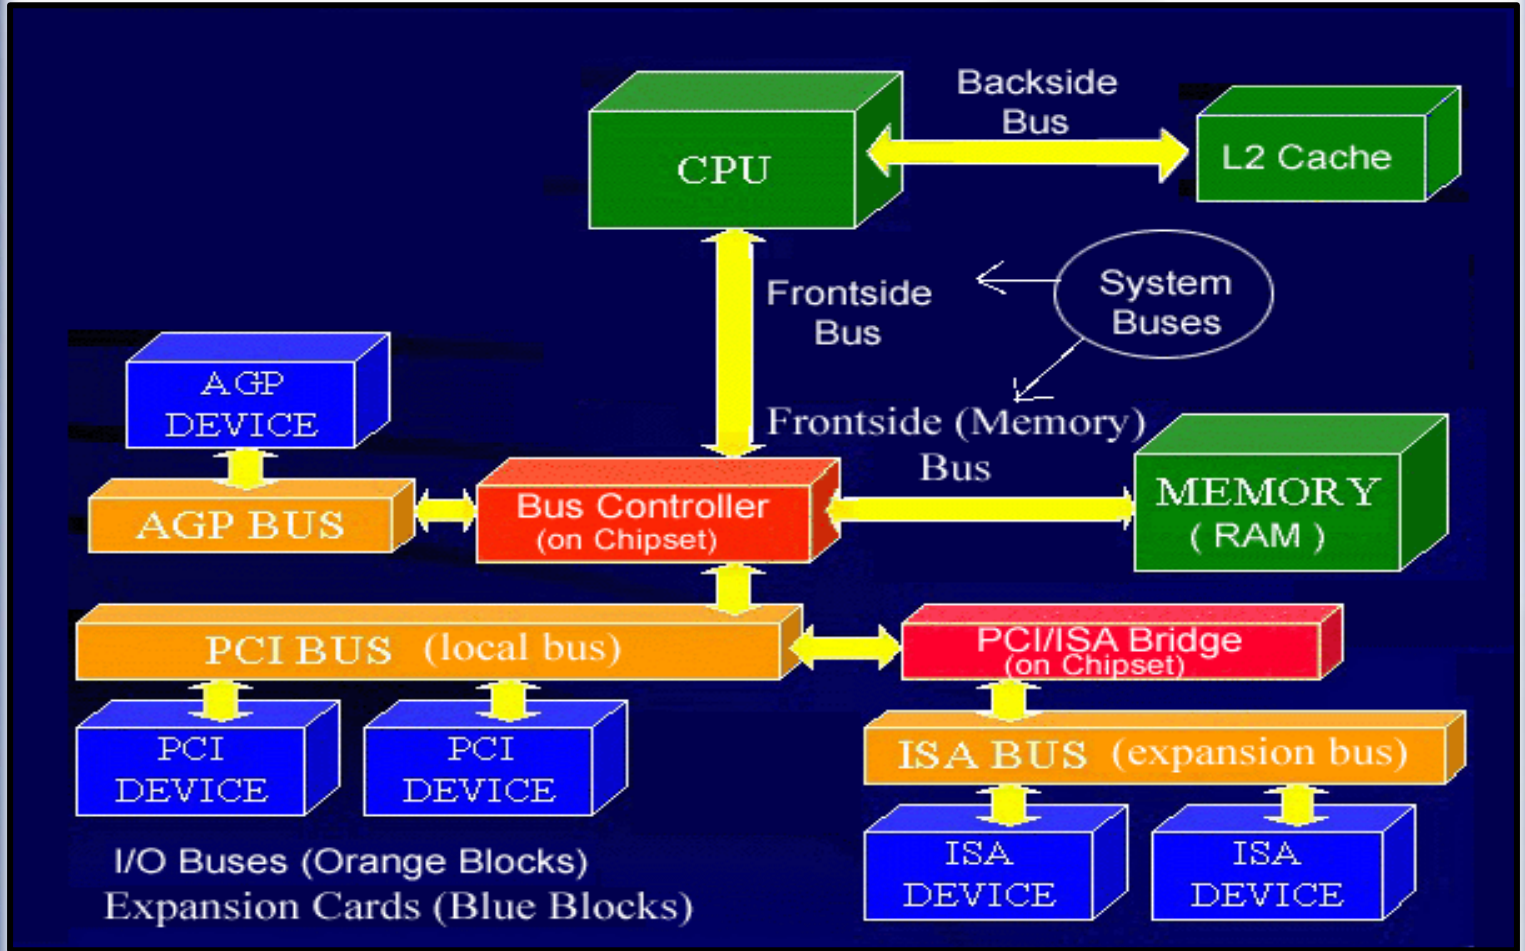 Backside
Bus
CPU
L2 Cache
Frontside
Bus
System
Buses
AGP
DEVICE
Frontside (Memory)
Bus
AGP BUS
Bus Controller
(on Chipset)
MEMORY
( RAM )
PCI BUS (local bus)
PCI/ISA Bridge
(on Chipset)
PCI
DEVICE
PCI
DEVICE
ISA BUS (expansion bus)
ISA
DEVICE
ISA
DEVICE
I/O Buses (Orange Blocks)
Expansion Cards (Blue Blocks)